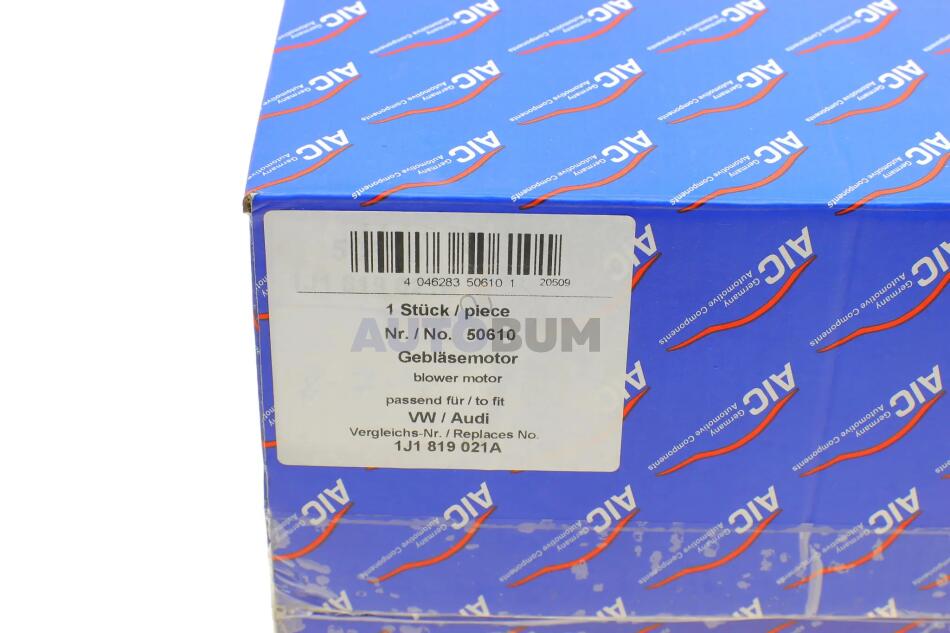 AIC
Germany
Automotive Components
4 046283 50610 1 20509
1 Stück / piece
Nr. / No. 50610
AUTOBUM
Gebläsemotor
blower motor
passend für / to fit
VW / Audi
Vergleichs-Nr. / Replaces No.
1J1 819 021A